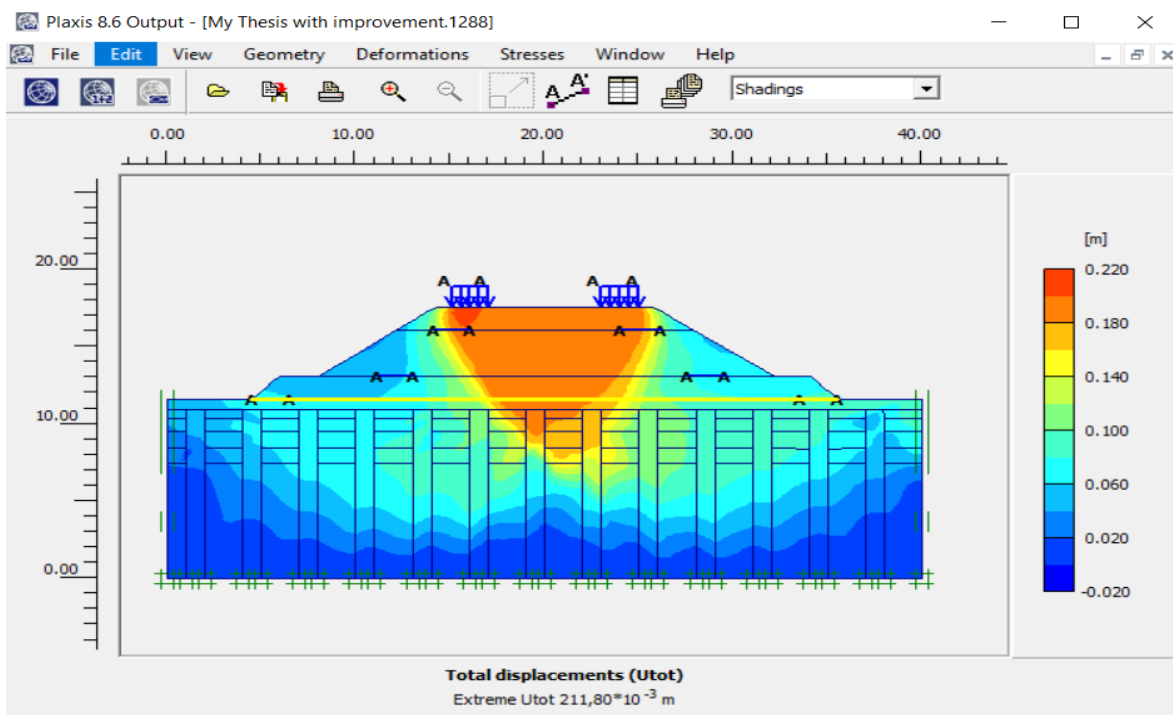 Plaxis 8.6 Output - [My Thesis with improvement.1288]
File Edit View Geometry Deformations Stresses Window Help
A A' Shadings
0.00 10.00 20.00 30.00 40.00
[m]
20.00
0.220
A A A A
0.180
A A A A
0.140
A A A A
A A A A
10.00
0.100
0.060
0.020
0.00
-0.020
Total displacements (Utot)
Extreme Utot 211,80*10 -3 m